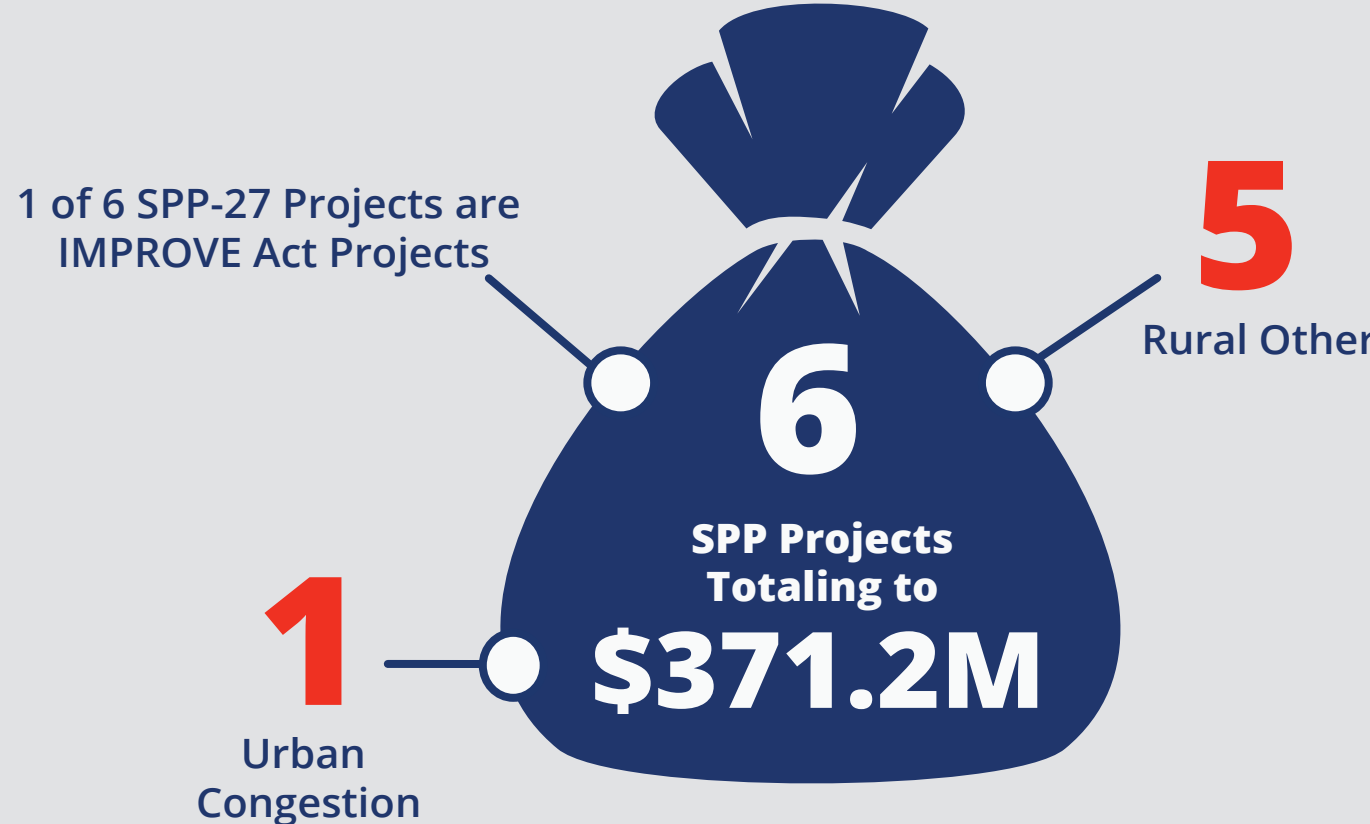 1 of 6 SPP-27 Projects are
IMPROVE Act Projects
5
Rural Other
6
SPP Projects
Totaling to
$371.2M
1
Urban
Congestion